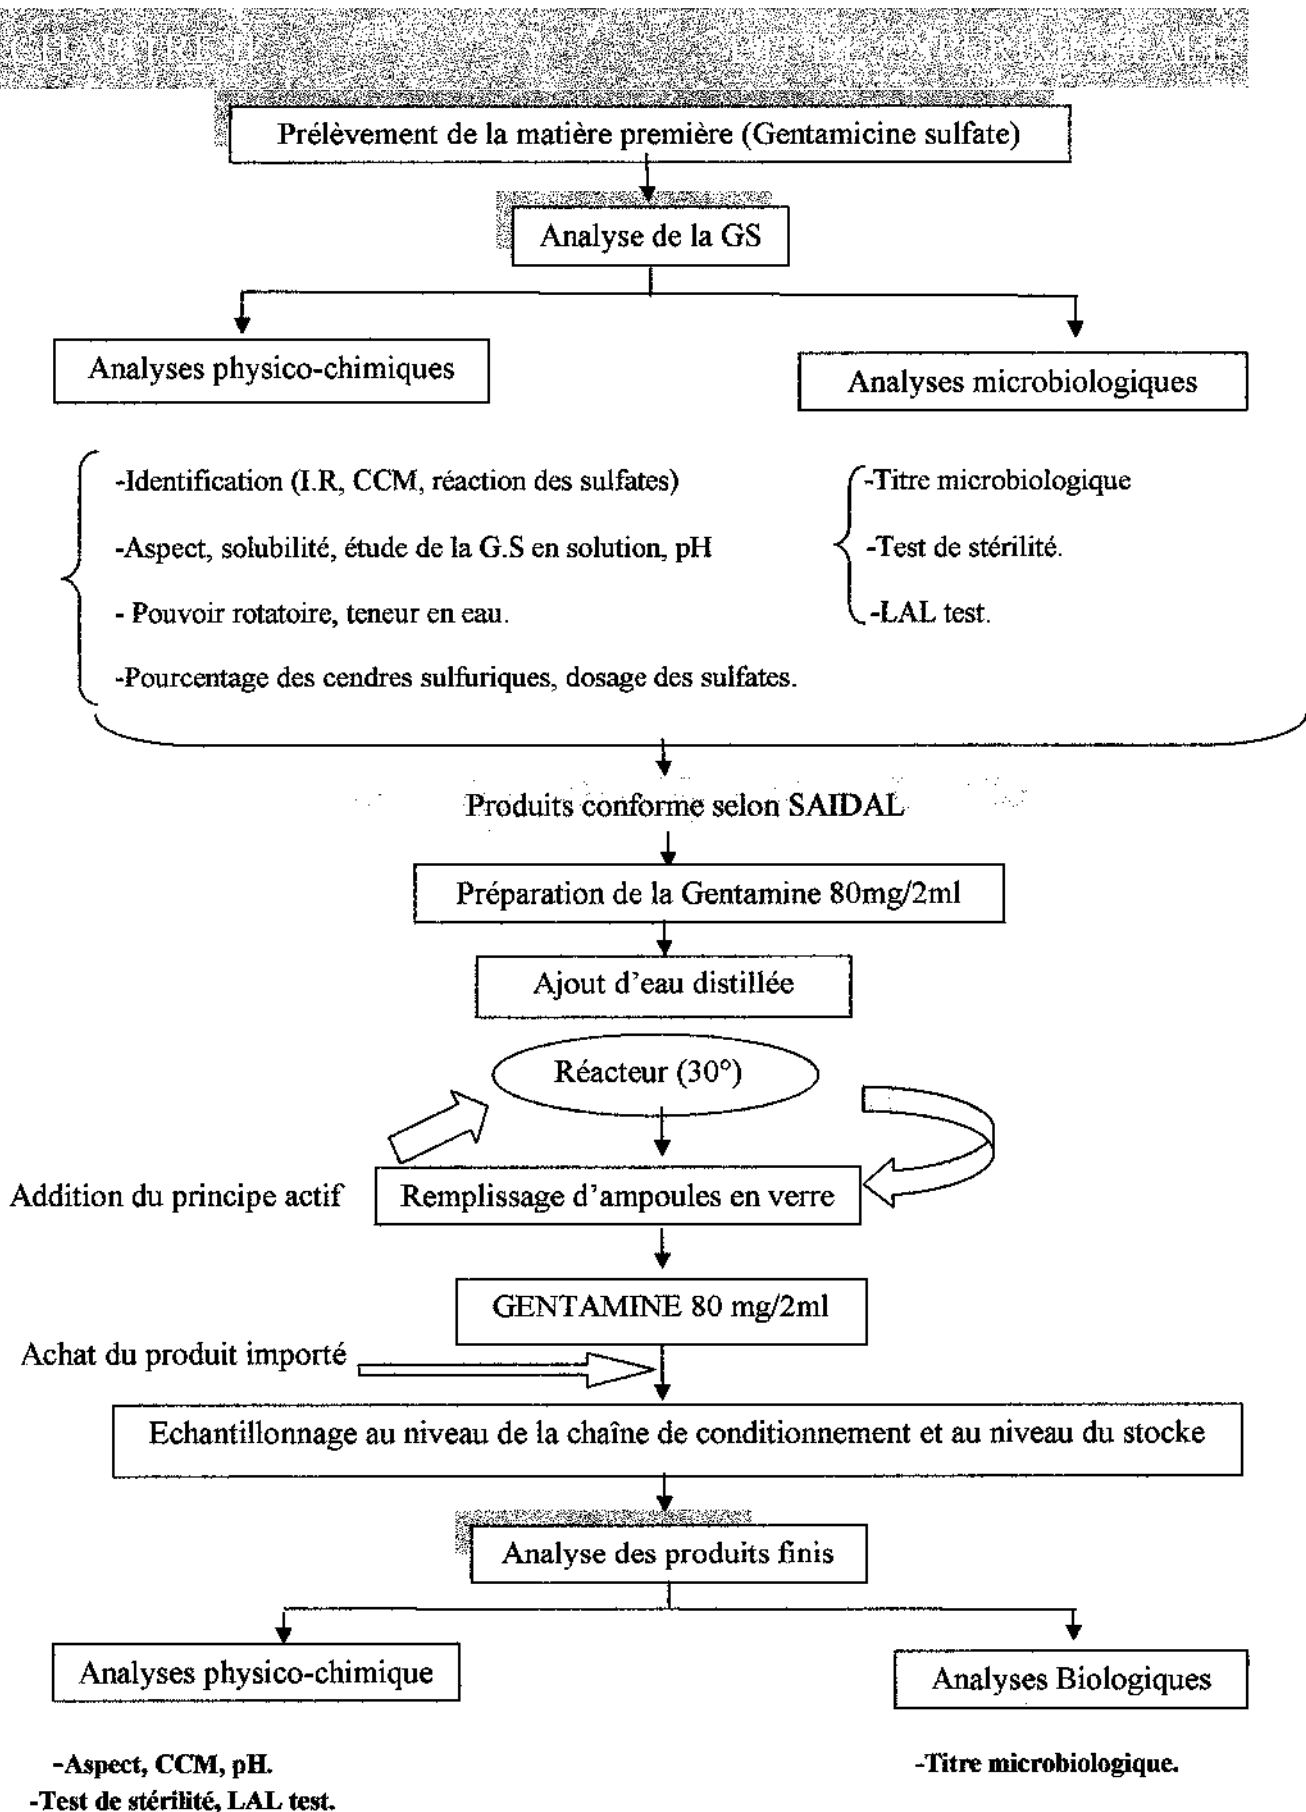 CHAPITRE II
Prélèvement de la matière première (Gentamicine sulfate)
Analyse de la GS
Analyses physico-chimiques
Analyses microbiologiques
-Identification (I.R, CCM, réaction des sulfates)
-Aspect, solubilité, étude de la G.S en solution, pH
- Pouvoir rotatoire, teneur en eau.
-Pourcentage des cendres sulfuriques, dosage des sulfates.
-Titre microbiologique
-Test de stérilité.
-LAL test.
Produits conforme selon SAIDAL
Préparation de la Gentamine 80mg/2ml
Ajout d'eau distillée
Réacteur (30°)
Addition du principe actif
Remplissage d'ampoules en verre
GENTAMINE 80 mg/2ml
Achat du produit importé
Echantillonnage au niveau de la chaîne de conditionnement et au niveau du stocke
Analyse des produits finis
Analyses physico-chimique
Analyses Biologiques
-Aspect, CCM, pH.
-Test de stérilité, LAL test.
-Titre microbiologique.